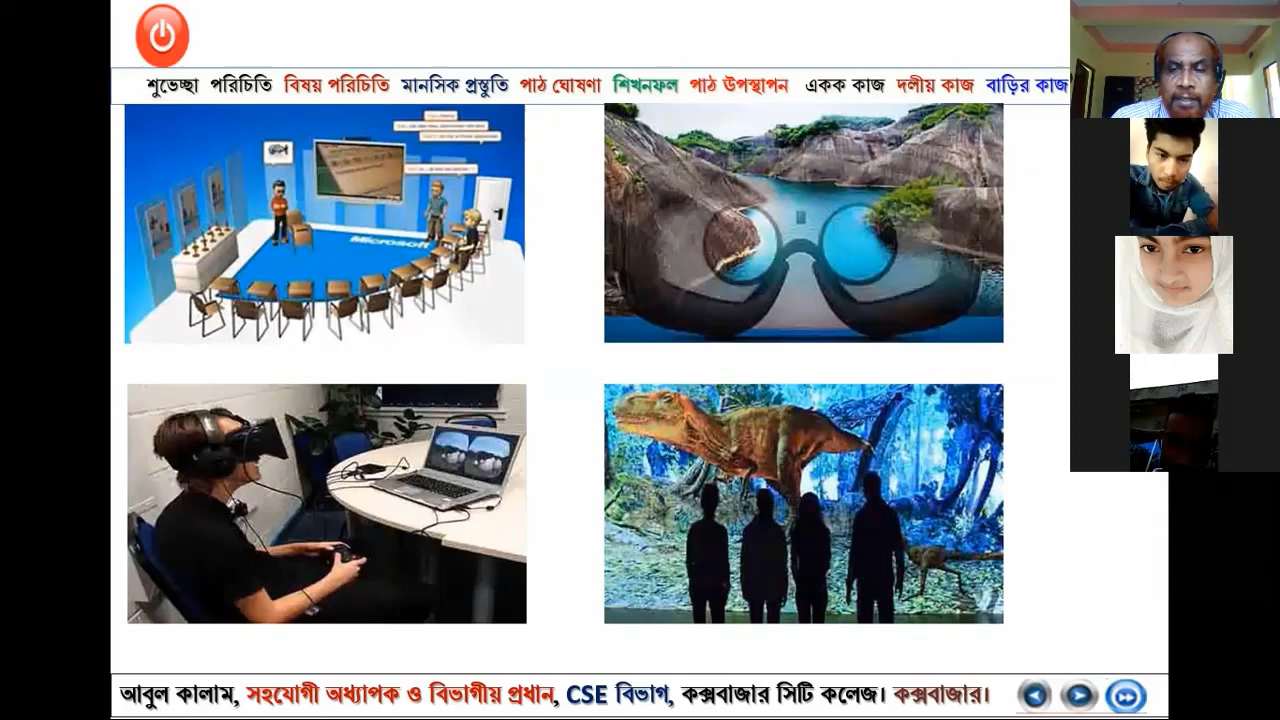 শুভেচ্ছা পরিচিতি বিষয় পরিচিতি মানসিক প্রস্তুতি পাঠ ঘোষণা শিখনফল পাঠ উপস্থাপন একক কাজ দলীয় কাজ বাড়ির কাজ
Microsoft
আবুল কালাম, সহযোগী অধ্যাপক ও বিভাগীয় প্রধান, CSE বিভাগ, কক্সবাজার সিটি কলেজ। কক্সবাজার।